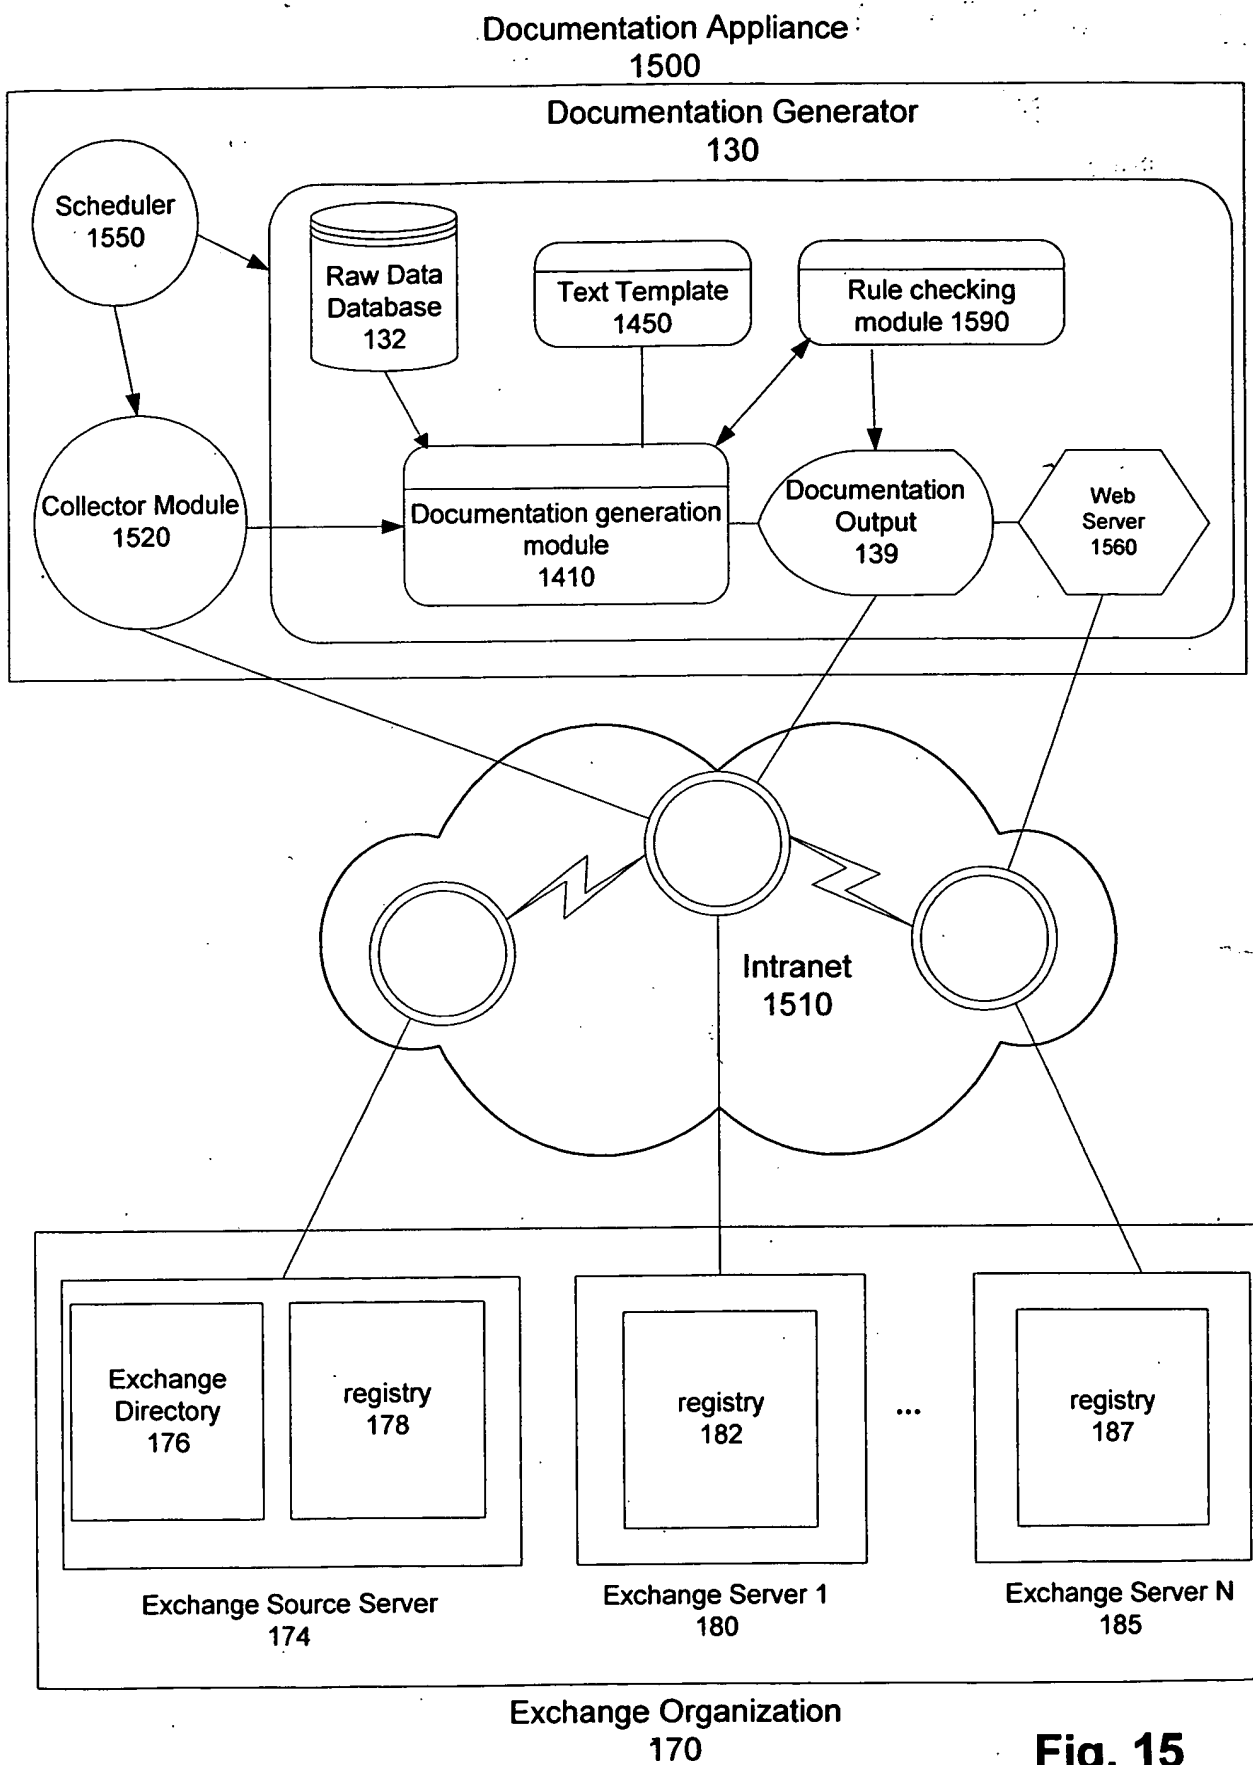 Documentation Appliance
1500
Documentation Generator
130
Scheduler
1550
Raw Data
Database
132
Text Template
1450
Rule checking
module 1590
Collector Module
1520
Documentation generation
module
1410
Documentation
Output
139
Web
Server
1560
Intranet
1510
Exchange
Directory
176
registry
178
registry
182
...
registry
187
Exchange Source Server
174
Exchange Server 1
180
Exchange Server N
185
Exchange Organization
170
Fig. 15